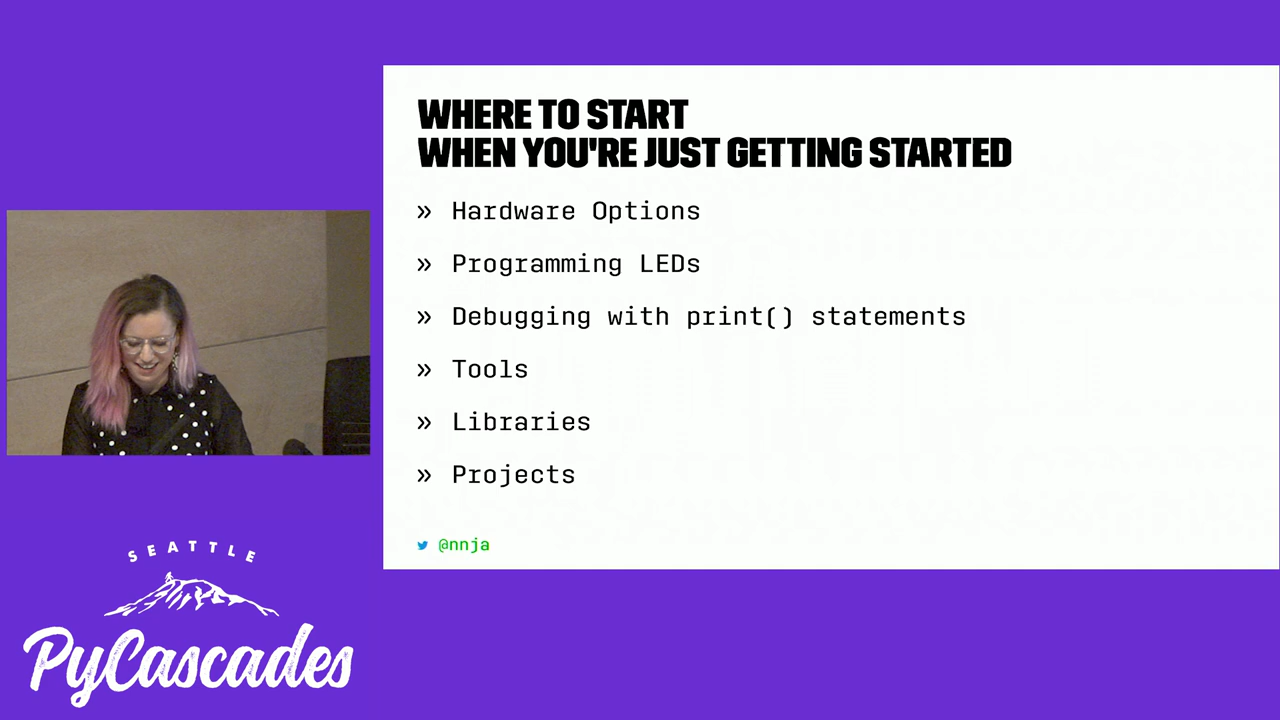 WHERE TO START
WHEN YOU'RE JUST GETTING STARTED
» Hardware Options
» Programming LEDs
» Debugging with print() statements
» Tools
» Libraries
» Projects
@nnja
SEATTLE
PyCascades